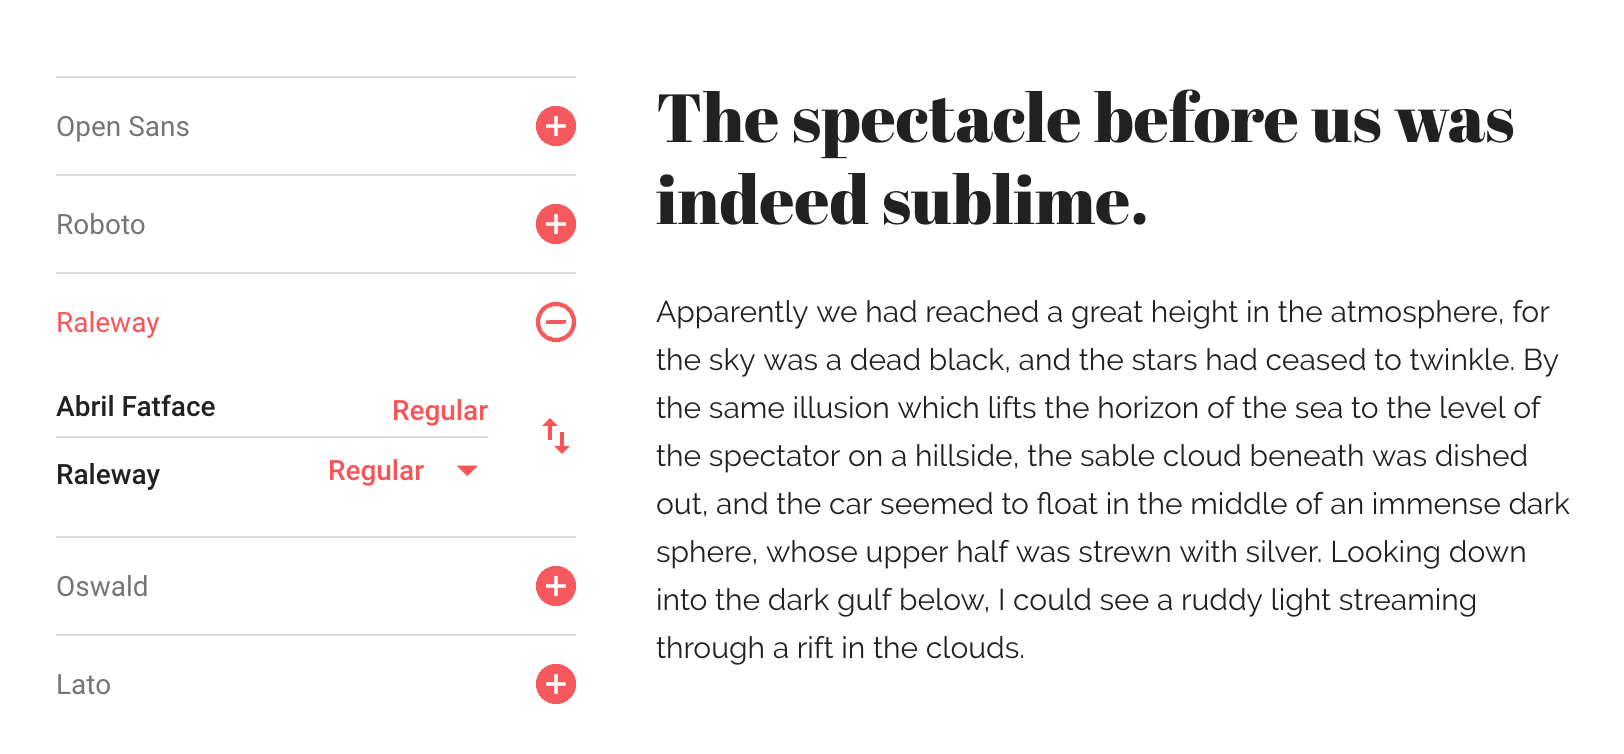 Open Sans
Roboto
Raleway
Abril Fatface Regular
Raleway Regular
Oswald
Lato
The spectacle before us was
indeed sublime.
Apparently we had reached a great height in the atmosphere, for
the sky was a dead black, and the stars had ceased to twinkle. By
the same illusion which lifts the horizon of the sea to the level of
the spectator on a hillside, the sable cloud beneath was dished
out, and the car seemed to float in the middle of an immense dark
sphere, whose upper half was strewn with silver. Looking down
into the dark gulf below, I could see a ruddy light streaming
through a rift in the clouds.